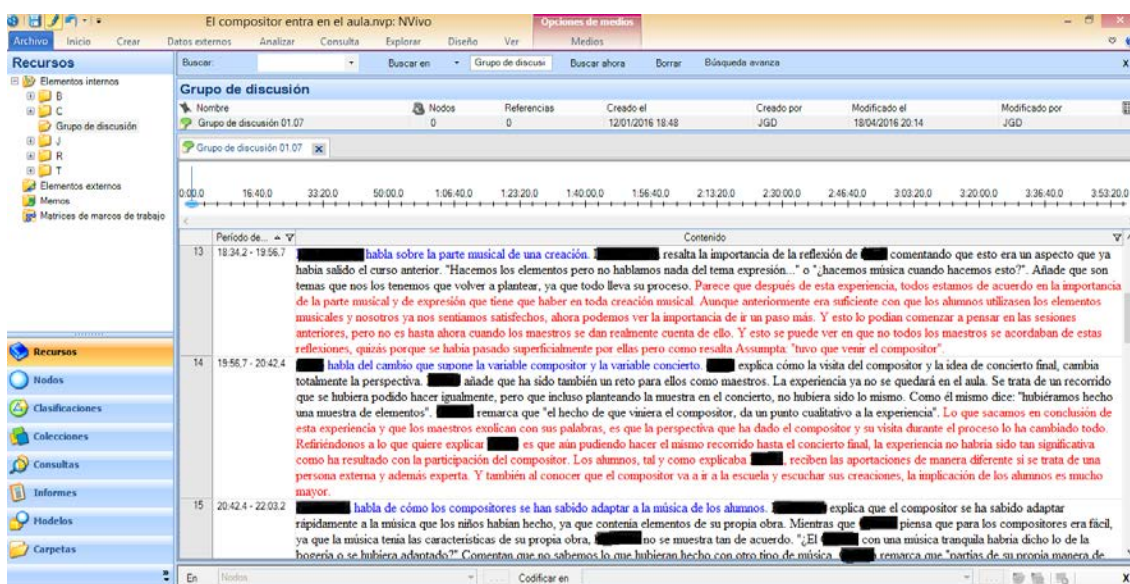 El compositor entra en el aula.nvp: NVivo Opciones de medios
Archivo Inicio Crear Datos externos Analizar Consulta Explorar Diseño Ver Medios
Recursos
Buscar: Buscar en Grupo de discusi Buscar ahora Borrar Búsqueda avanza X
Elementos internos
B
C
Grupo de discusión
J
R
T
Elementos externos
Memos
Matrices de marcos de trabajo
Grupo de discusión
Nombre Nodos Referencias Creado el Creado por Modificado el Modificado por
Grupo de discusión 01.07 0 0 12/01/2016 18:48 JGD 18/04/2016 20:14 JGD
Grupo de discusión 01.07
0:00,0 16:40,0 33:20,0 50:00,0 1:06:40,0 1:23:20,0 1:40:00,0 1:56:40,0 2:13:20,0 2:30:00,0 2:46:40,0 3:03:20,0 3:20:00,0 3:36:40,0 3:53:20,0
Período de... Contenido
13 18:34,2 - 19:56,7 habla sobre la parte musical de una creación. resalta la importancia de la reflexión de comentando que esto era un aspecto que ya
había salido el curso anterior. "Hacemos los elementos pero no hablamos nada del tema expresión..." o "¿hacemos música cuando hacemos esto?". Añade que son
temas que nos los tenemos que volver a plantear, ya que todo lleva su proceso. Parece que después de esta experiencia, todos estamos de acuerdo en la importancia
de la parte musical y de expresión que tiene que haber en toda creación musical. Aunque anteriormente era suficiente con que los alumnos utilizasen los elementos
musicales y nosotros ya nos sentíamos satisfechos, ahora podemos ver la importancia de ir un paso más. Y esto lo podían comenzar a pensar en las sesiones
anteriores, pero no es hasta ahora cuando los maestros se dan realmente cuenta de ello. Y esto se puede ver en que no todos los maestros se acordaban de estas
reflexiones, quizás porque se había pasado superficialmente por ellas pero como resalta Assumpta: "tuvo que venir el compositor".
14 19:56,7 - 20:42,4 habla del cambio que supone la variable compositor y la variable concierto. explica cómo la visita del compositor y la idea de concierto final, cambia
totalmente la perspectiva. añade que ha sido también un reto para ellos como maestros. La experiencia ya no se quedará en el aula. Se trata de un recorrido
que se hubiera podido hacer igualmente, pero que incluso planteando la muestra en el concierto, no hubiera sido lo mismo. Como él mismo dice: "hubiéramos hecho
una muestra de elementos". remarca que "el hecho de que viniera el compositor, da un punto cualitativo a la experiencia". Lo que sacamos en conclusión de
esta experiencia y que los maestros explican con sus palabras, es que la perspectiva que ha dado el compositor y su visita durante el proceso lo ha cambiado todo.
Refiriéndonos a lo que quiere explicar es que aún pudiendo hacer el mismo recorrido hasta el concierto final, la experiencia no habría sido tan significativa
como ha resultado con la participación del compositor. Los alumnos, tal y como explicaba , reciben las aportaciones de manera diferente si se trata de una
persona externa y además experta. Y también al conocer que el compositor va a ir a la escuela y escuchar sus creaciones, la implicación de los alumnos es mucho
mayor.
15 20:42,4 - 22:03,2 habla de cómo los compositores se han sabido adaptar a la música de los alumnos. explica que el compositor se ha sabido adaptar
rápidamente a la música que los niños habían hecho, ya que contenía elementos de su propia obra. Mientras que piensa que para los compositores era fácil,
ya que la música tenía las características de su propia obra, no se muestra tan de acuerdo. "¿El con una música tranquila habría dicho lo de la
bogeria o se hubiera adaptado?" Comentan que no sabemos lo que hubieran hecho con otro tipo de música. remarca que "partías de su propia manera de
Recursos
Nodos
Clasificaciones
Colecciones
Consultas
Informes
Modelos
Carpetas
En Nodos Codificar en X